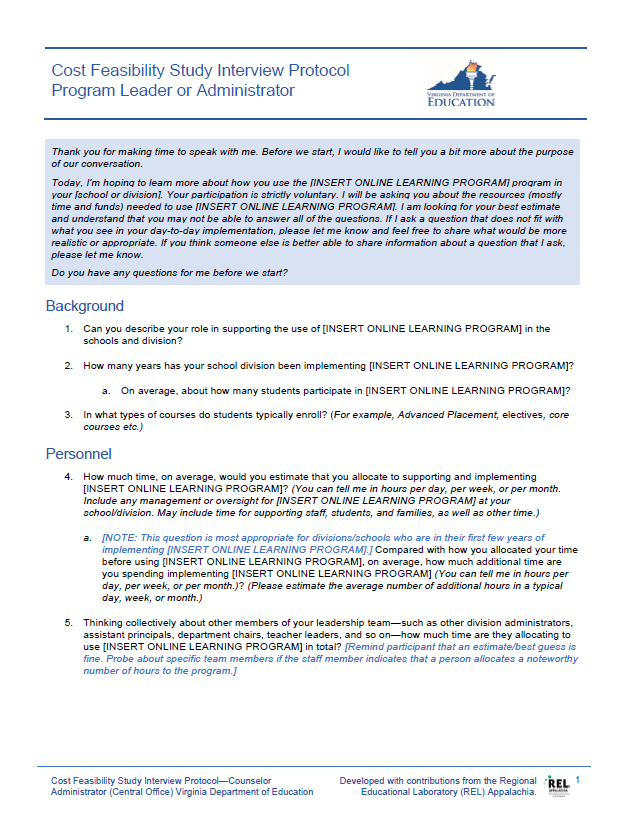 Cost Feasibility Study Interview Protocol
Program Leader or Administrator
VIRGINIA DEPARTMENT OF
EDUCATION
Thank you for making time to speak with me. Before we start, I would like to tell you a bit more about the purpose
of our conversation.
Today, I'm hoping to learn more about how you use the [INSERT ONLINE LEARNING PROGRAM] program in
your [school or division]. Your participation is strictly voluntary. I will be asking you about the resources (mostly
time and funds) needed to use [INSERT ONLINE LEARNING PROGRAM]. I am looking for your best estimate
and understand that you may not be able to answer all of the questions. If I ask a question that does not fit with
what you see in your day-to-day implementation, please let me know and feel free to share what would be more
realistic or appropriate. If you think someone else is better able to share information about a question that I ask,
please let me know.
Do you have any questions for me before we start?
Background
1. Can you describe your role in supporting the use of [INSERT ONLINE LEARNING PROGRAM] in the
schools and division?
2. How many years has your school division been implementing [INSERT ONLINE LEARNING PROGRAM]?
a. On average, about how many students participate in [INSERT ONLINE LEARNING PROGRAM]?
3. In what types of courses do students typically enroll? (For example, Advanced Placement, electives, core
courses etc.)
Personnel
4. How much time, on average, would you estimate that you allocate to supporting and implementing
[INSERT ONLINE LEARNING PROGRAM]? (You can tell me in hours per day, per week, or per month.
Include any management or oversight for [INSERT ONLINE LEARNING PROGRAM] at your
school/division. May include time for supporting staff, students, and families, as well as other time.)
a. [NOTE: This question is most appropriate for divisions/schools who are in their first few years of
implementing [INSERT ONLINE LEARNING PROGRAM].] Compared with how you allocated your time
before using [INSERT ONLINE LEARNING PROGRAM], on average, how much additional time are
you spending implementing [INSERT ONLINE LEARNING PROGRAM] (You can tell me in hours per
day, per week, or per month.)? (Please estimate the average number of additional hours in a typical
day, week, or month.)
5. Thinking collectively about other members of your leadership team—such as other division administrators,
assistant principals, department chairs, teacher leaders, and so on—how much time are they allocating to
use [INSERT ONLINE LEARNING PROGRAM] in total? [Remind participant that an estimate/best guess is
fine. Probe about specific team members if the staff member indicates that a person allocates a noteworthy
number of hours to the program.]
Cost Feasibility Study Interview Protocol—Counselor
Administrator (Central Office) Virginia Department of Education
Developed with contributions from the Regional
Educational Laboratory (REL) Appalachia.
REL
APPALACHIA
1